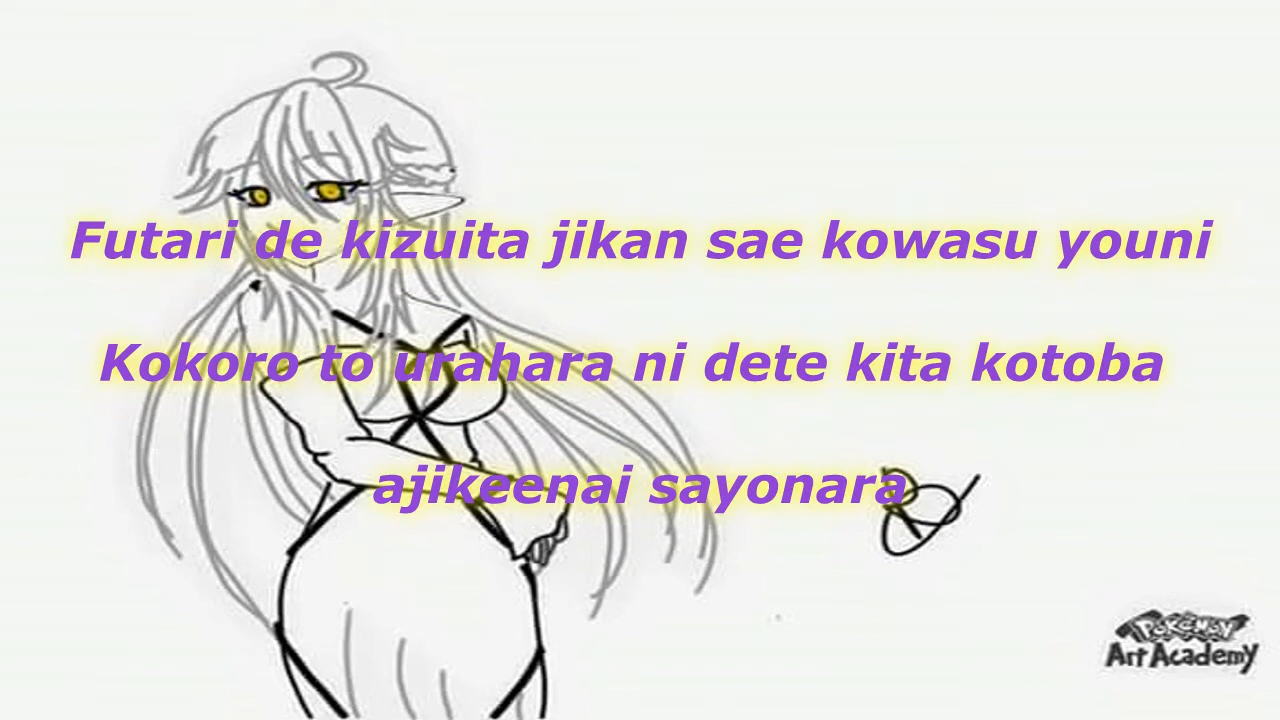 Futari de kizuita jikan sae kowasu youni
Kokoro to urahara ni dete kita kotoba
ajikeenai sayonara
POKéMON
Art Academy